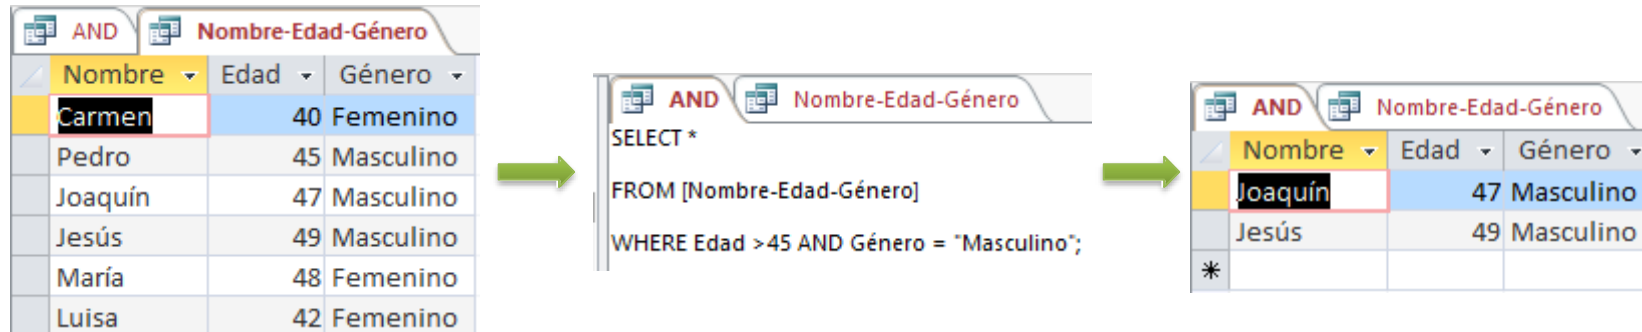 AND Nombre-Edad-Género
Nombre Edad Género
Carmen 40 Femenino
Pedro 45 Masculino
Joaquín 47 Masculino
Jesús 49 Masculino
María 48 Femenino
Luisa 42 Femenino
AND Nombre-Edad-Género
SELECT *
FROM [Nombre-Edad-Género]
WHERE Edad >45 AND Género = "Masculino";
AND Nombre-Edad-Género
Nombre Edad Género
Joaquín 47 Masculino
Jesús 49 Masculino